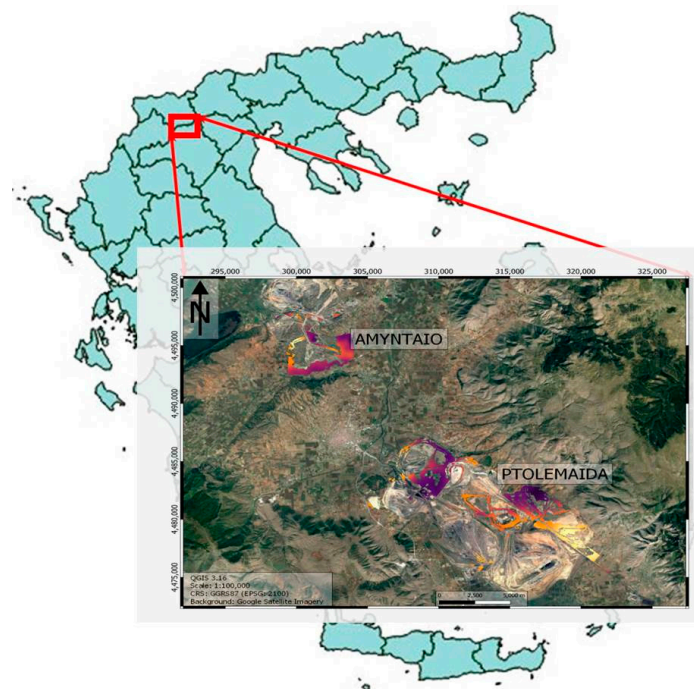 295,000 300,000 305,000 310,000 315,000 320,000 325,000
4,500,000
N
4,495,000
AMYNTAIO
4,490,000
4,485,000
PTOLEMAIDA
4,480,000
4,475,000
QGIS 3.16
Scale: 1:100,000
CRS: GGRS87 (EPSG:2100)
Background: Google Satellite Imagery
0 2,500 5,000 m